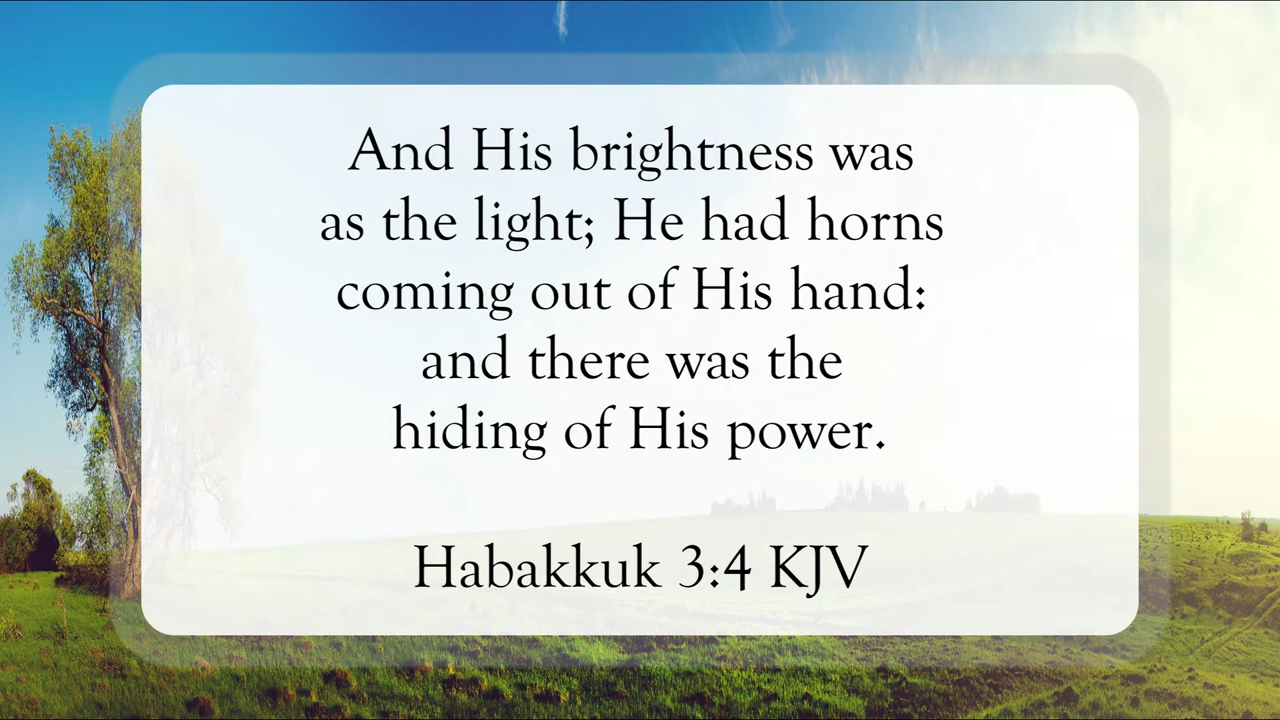 And His brightness was
as the light; He had horns
coming out of His hand:
and there was the
hiding of His power.
Habakkuk 3:4 KJV